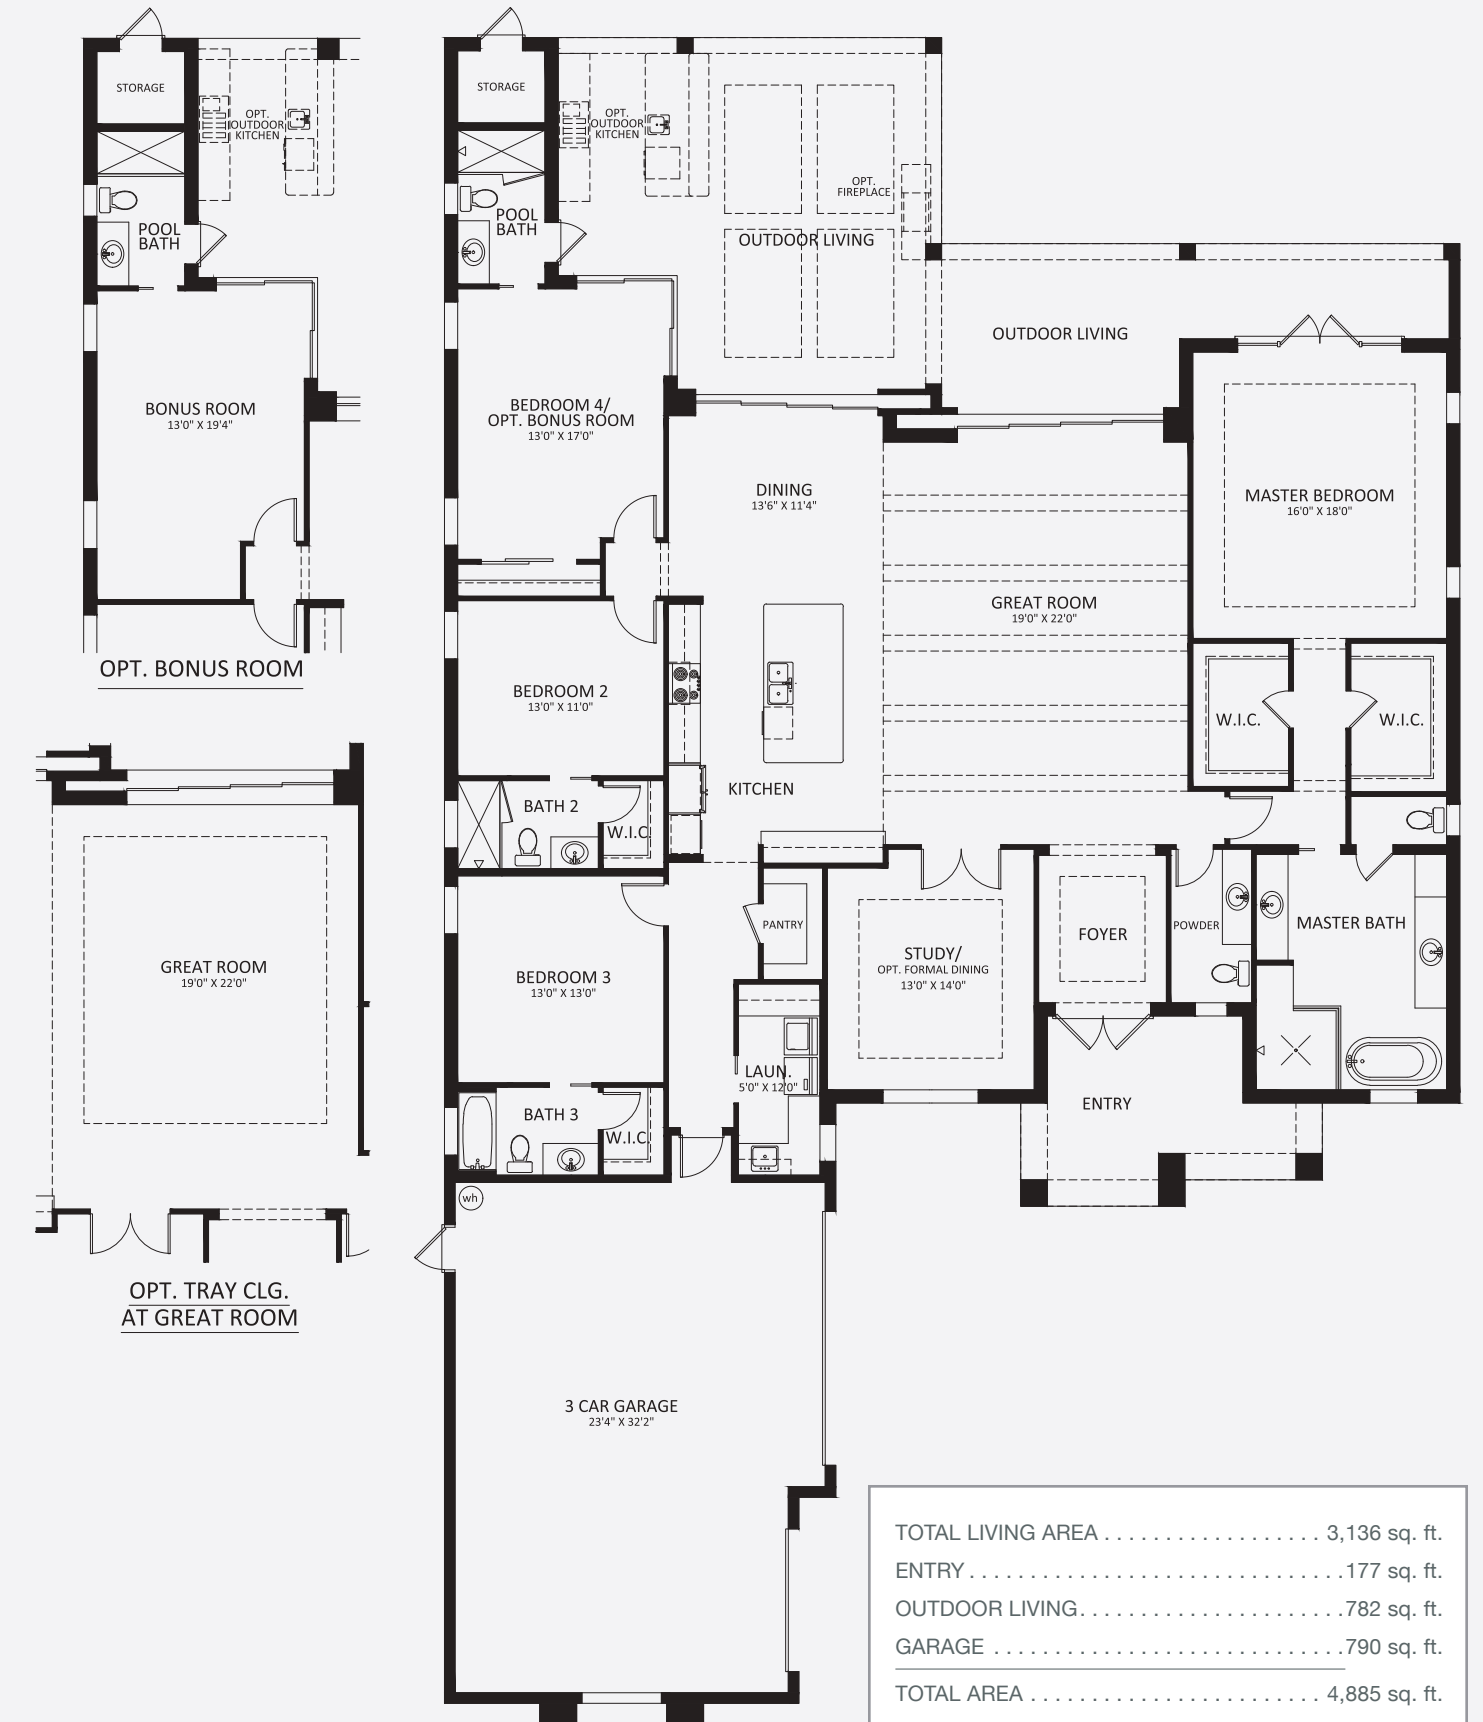 STORAGE
OPT.
OUTDOOR
KITCHEN
POOL
BATH
BONUS ROOM
13'0" X 19'4"
OPT. BONUS ROOM
GREAT ROOM
19'0" X 22'0"
OPT. TRAY CLG.
AT GREAT ROOM
STORAGE
OPT.
OUTDOOR
KITCHEN
OPT.
FIREPLACE
POOL
BATH
OUTDOOR LIVING
OUTDOOR LIVING
BEDROOM 4/
OPT. BONUS ROOM
13'0" X 17'0"
DINING
13'6" X 11'4"
MASTER BEDROOM
16'0" X 18'0"
GREAT ROOM
19'0" X 22'0"
BEDROOM 2
13'0" X 11'0"
W.I.C.
W.I.C.
KITCHEN
BATH 2
W.I.C.
PANTRY
STUDY/
OPT. FORMAL DINING
13'0" X 14'0"
FOYER
POWDER
MASTER BATH
BEDROOM 3
13'0" X 13'0"
LAUN.
5'0" X 12'0"
BATH 3
W.I.C.
ENTRY
wh
3 CAR GARAGE
23'4" X 32'2"
TOTAL LIVING AREA . . . . . . . . . . . . . . . . . . 3,136 sq. ft.
ENTRY . . . . . . . . . . . . . . . . . . . . . . . . . . . . . . .177 sq. ft.
OUTDOOR LIVING. . . . . . . . . . . . . . . . . . . . . .782 sq. ft.
GARAGE . . . . . . . . . . . . . . . . . . . . . . . . . . . . .790 sq. ft.
TOTAL AREA . . . . . . . . . . . . . . . . . . . . . . . . 4,885 sq. ft.